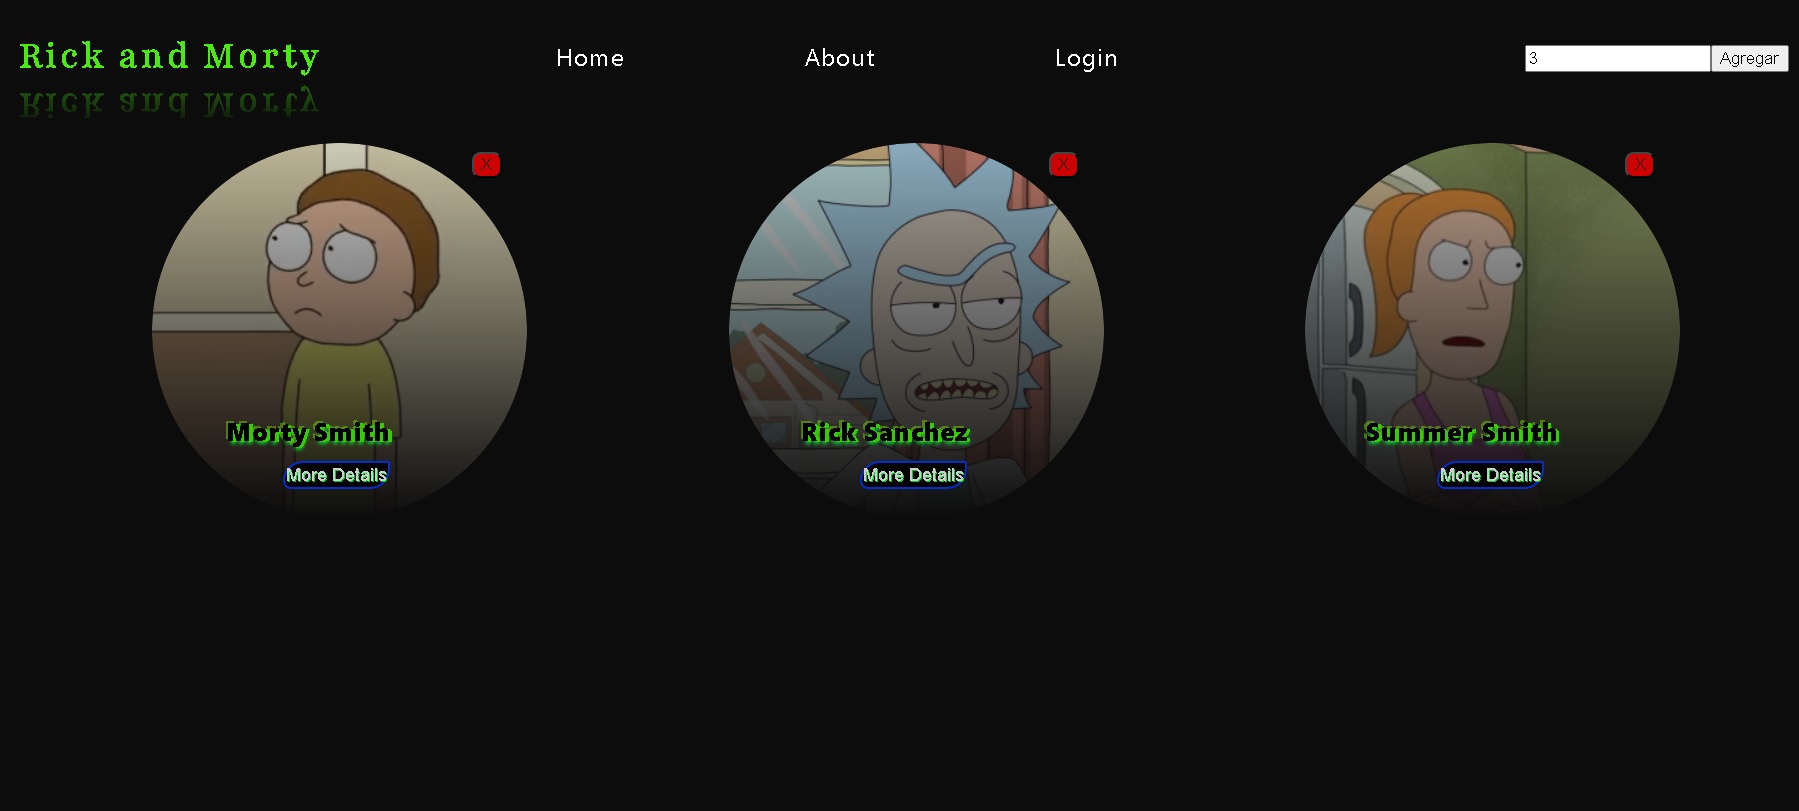 Rick and Morty
Home
About
Login
3
Agregar
Rick and Morty
X
X
X
Morty Smith
Rick Sanchez
Summer Smith
More Details
More Details
More Details